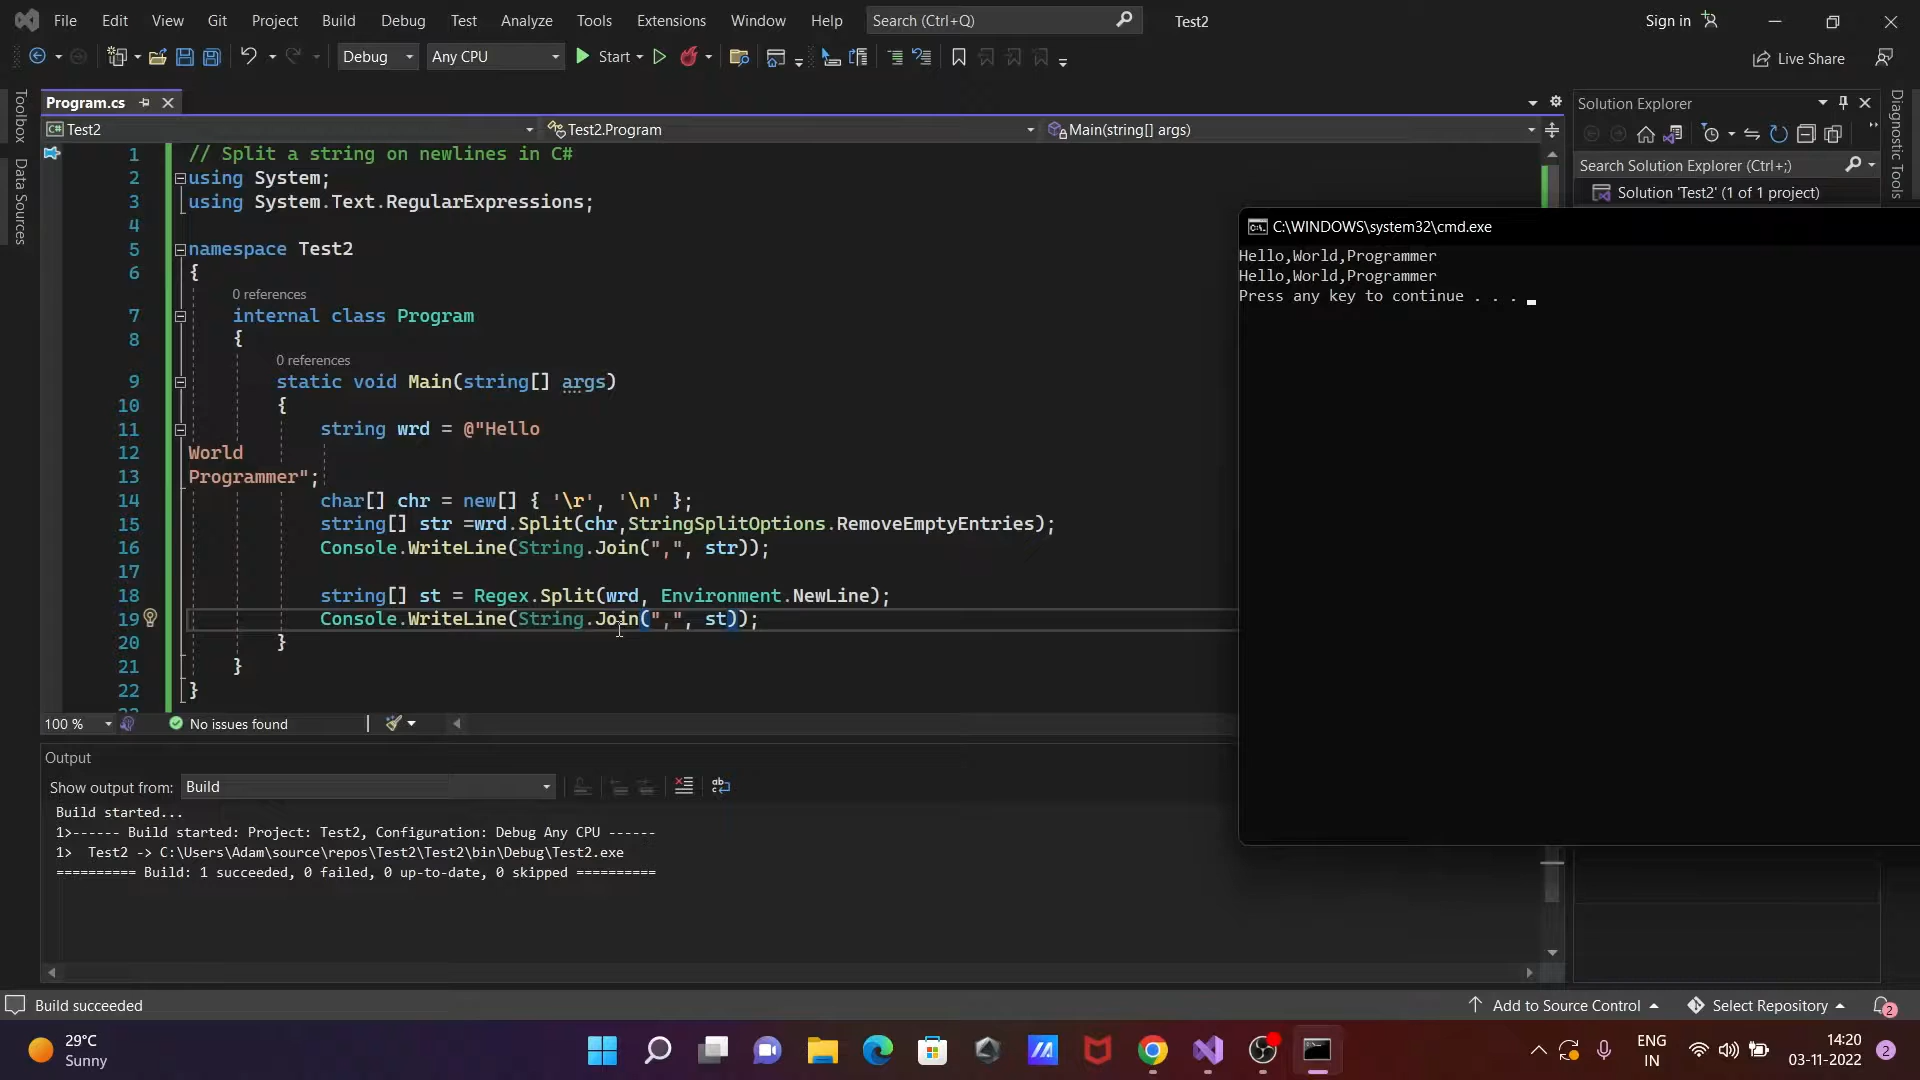 File Edit View Git Project Build Debug Test Analyze Tools Extensions Window Help Search (Ctrl+Q) Test2 Sign in
Debug Any CPU Start Live Share
Program.cs
Test2 Test2.Program Main(string[] args)
Toolbox
Data Sources
1 // Split a string on newlines in C#
2 using System;
3 using System.Text.RegularExpressions;
4
5 namespace Test2
6 {
0 references
7 internal class Program
8 {
0 references
9 static void Main(string[] args)
10 {
11 string wrd = @"Hello
12 World
13 Programmer";
14 char[] chr = new[] { '\r', '\n' };
15 string[] str =wrd.Split(chr,StringSplitOptions.RemoveEmptyEntries);
16 Console.WriteLine(String.Join(",", str));
17
18 string[] st = Regex.Split(wrd, Environment.NewLine);
19 Console.WriteLine(String.Join(",", st));
20 }
21 }
22 }
100 % No issues found
Solution Explorer
Search Solution Explorer (Ctrl+;)
Solution 'Test2' (1 of 1 project)
Diagnostic Tools
C:\WINDOWS\system32\cmd.exe
Hello,World,Programmer
Hello,World,Programmer
Press any key to continue . . .
Output
Show output from: Build
Build started...
1>------ Build started: Project: Test2, Configuration: Debug Any CPU ------
1>  Test2 -> C:\Users\Adam\source\repos\Test2\Test2\bin\Debug\Test2.exe
========== Build: 1 succeeded, 0 failed, 0 up-to-date, 0 skipped ==========
Build succeeded Add to Source Control Select Repository 2
29°C
Sunny
ENG
IN
14:20
03-11-2022
2